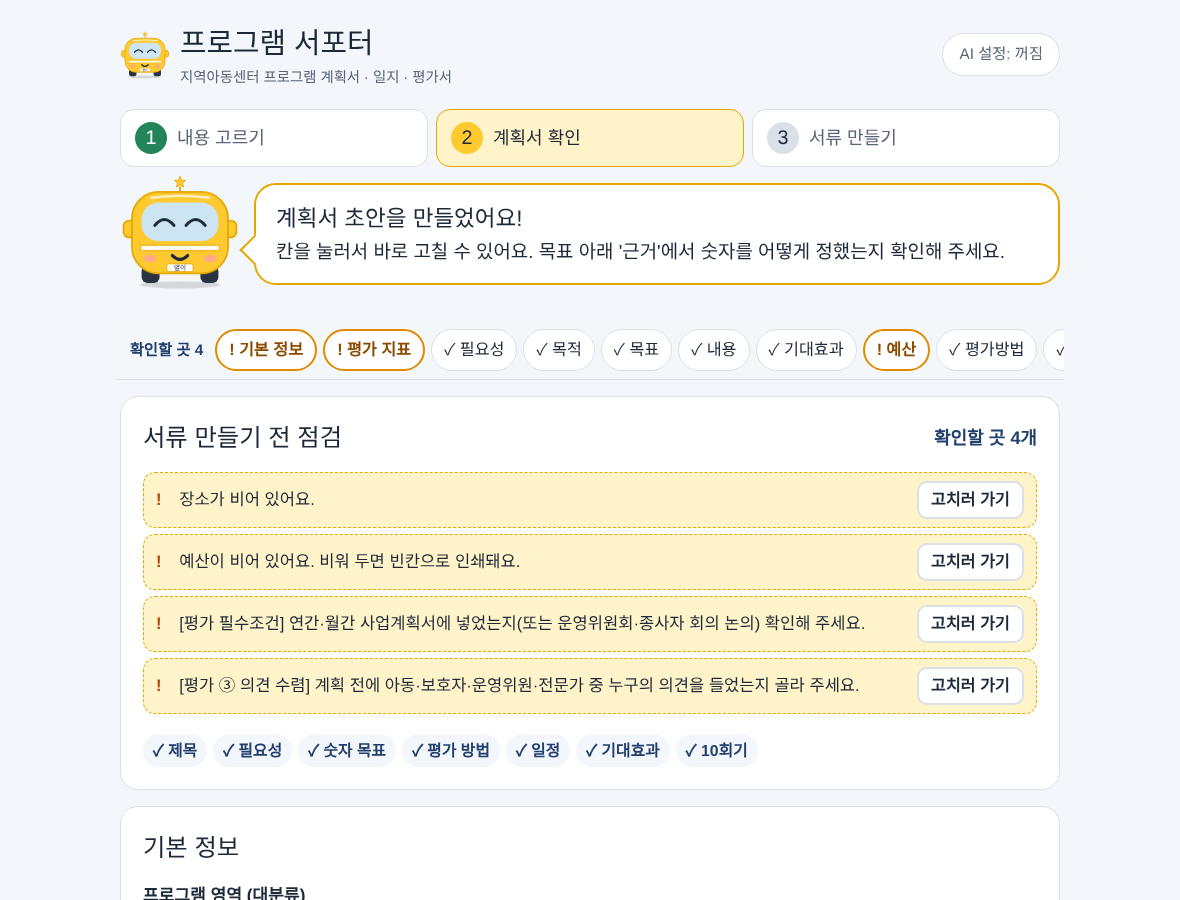 프로그램 서포터
지역아동센터 프로그램 계획서 · 일지 · 평가서
AI 설정: 꺼짐
1 내용 고르기
2 계획서 확인
3 서류 만들기
계획서 초안을 만들었어요!
칸을 눌러서 바로 고칠 수 있어요. 목표 아래 '근거'에서 숫자를 어떻게 정했는지 확인해 주세요.
확인할 곳 4 ! 기본 정보 ! 평가 지표 ✓ 필요성 ✓ 목적 ✓ 목표 ✓ 내용 ✓ 기대효과 ! 예산 ✓ 평가방법 ✓
서류 만들기 전 점검
확인할 곳 4개
! 장소가 비어 있어요. 고치러 가기
! 예산이 비어 있어요. 비워 두면 빈칸으로 인쇄돼요. 고치러 가기
! [평가 필수조건] 연간·월간 사업계획서에 넣었는지(또는 운영위원회·종사자 회의 논의) 확인해 주세요. 고치러 가기
! [평가 ③ 의견 수렴] 계획 전에 아동·보호자·운영위원·전문가 중 누구의 의견을 들었는지 골라 주세요. 고치러 가기
✓ 제목 ✓ 필요성 ✓ 숫자 목표 ✓ 평가 방법 ✓ 일정 ✓ 기대효과 ✓ 10회기
기본 정보
프로그램 영역 (대분류)